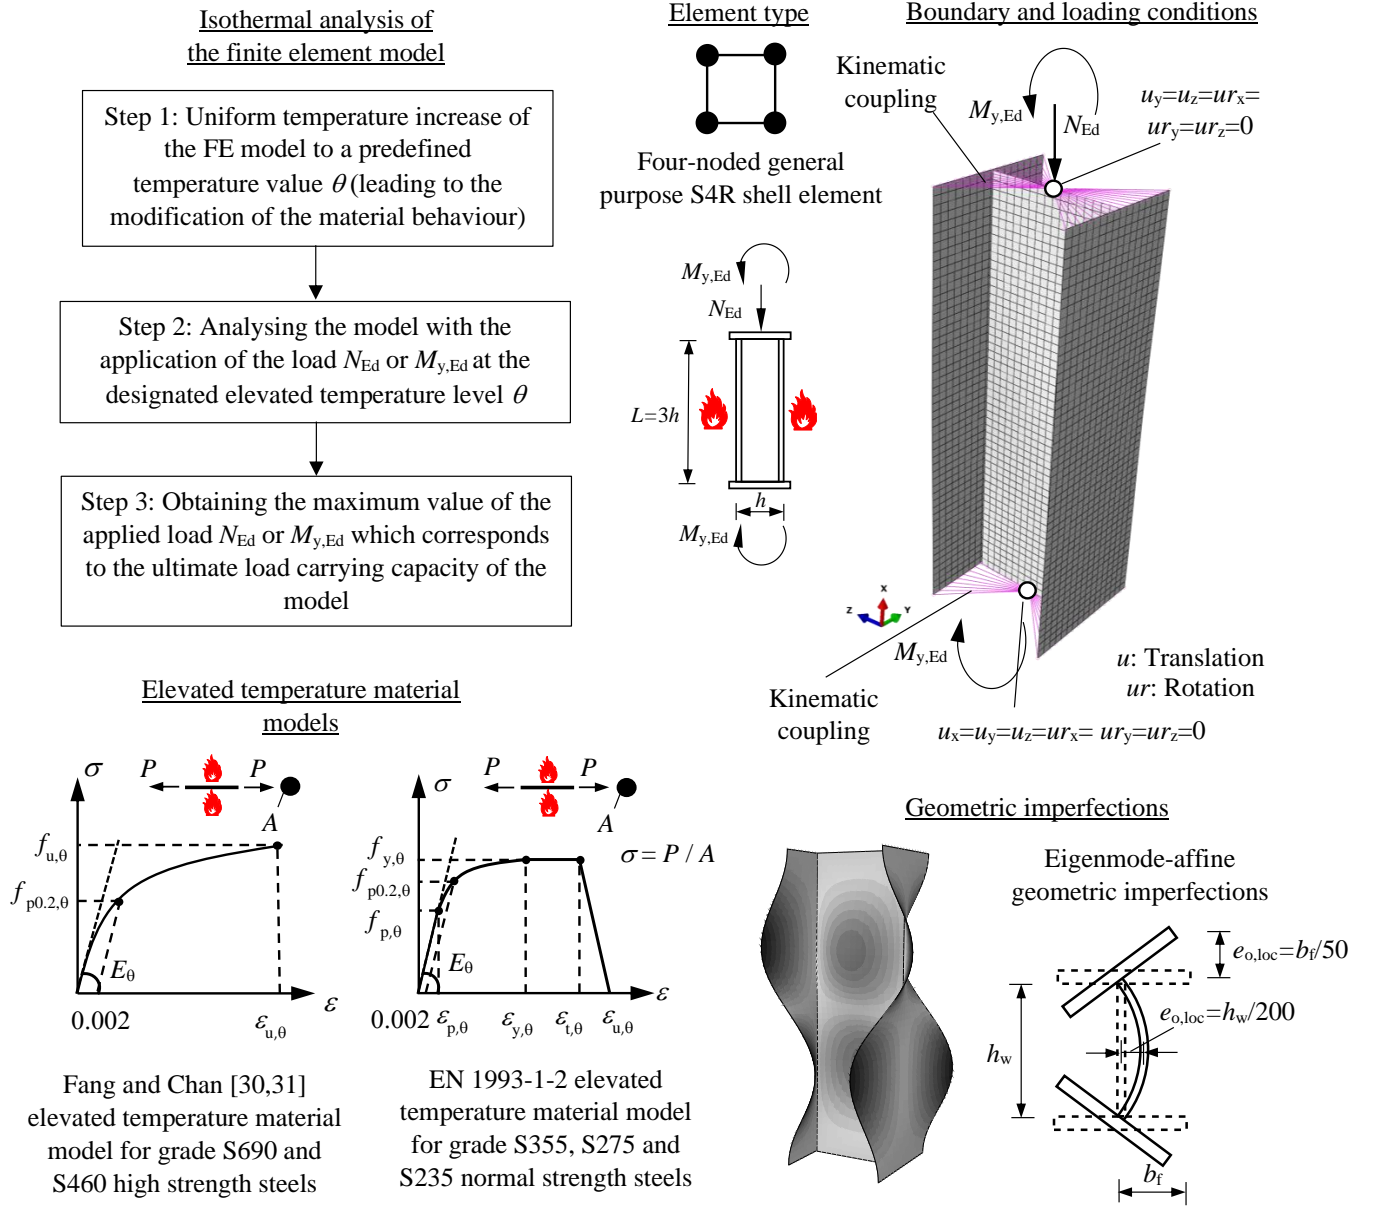 Isothermal analysis of
the finite element model
Step 1: Uniform temperature increase of
the FE model to a predefined
temperature value θ (leading to the
modification of the material behaviour)
Step 2: Analysing the model with the
application of the load NEd or My,Ed at the
designated elevated temperature level θ
Step 3: Obtaining the maximum value of the
applied load NEd or My,Ed which corresponds
to the ultimate load carrying capacity of the
model
Element type
Four-noded general
purpose S4R shell element
My,Ed
NEd
L=3h
h
My,Ed
Boundary and loading conditions
Kinematic
coupling
My,Ed
NEd
uy=uz=urx=
ury=urz=0
X
Z
Y
My,Ed
u: Translation
ur: Rotation
Kinematic
coupling
ux=uy=uz=urx= ury=urz=0
Elevated temperature material
models
σ
P
P
A
fu,θ
fp0.2,θ
Eθ
ε
0.002
εu,θ
Fang and Chan [30,31]
elevated temperature material
model for grade S690 and
S460 high strength steels
σ
P
P
A
σ = P / A
fy,θ
fp0.2,θ
fp,θ
Eθ
ε
0.002
εp,θ
εy,θ
εt,θ
εu,θ
EN 1993-1-2 elevated
temperature material model
for grade S355, S275 and
S235 normal strength steels
Geometric imperfections
Eigenmode-affine
geometric imperfections
eo,loc=bf/50
eo,loc=hw/200
hw
bf